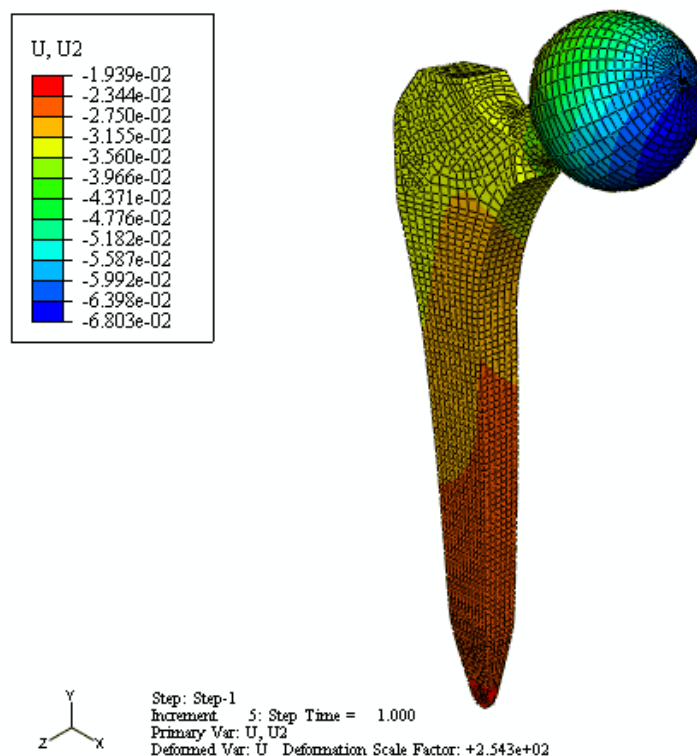 U, U2
-1.939e-02
-2.344e-02
-2.750e-02
-3.155e-02
-3.560e-02
-3.966e-02
-4.371e-02
-4.776e-02
-5.182e-02
-5.587e-02
-5.992e-02
-6.398e-02
-6.803e-02
Y
Z X
Step: Step-1
Increment 5: Step Time = 1.000
Primary Var: U, U2
Deformed Var: U Deformation Scale Factor: +2.543e+02